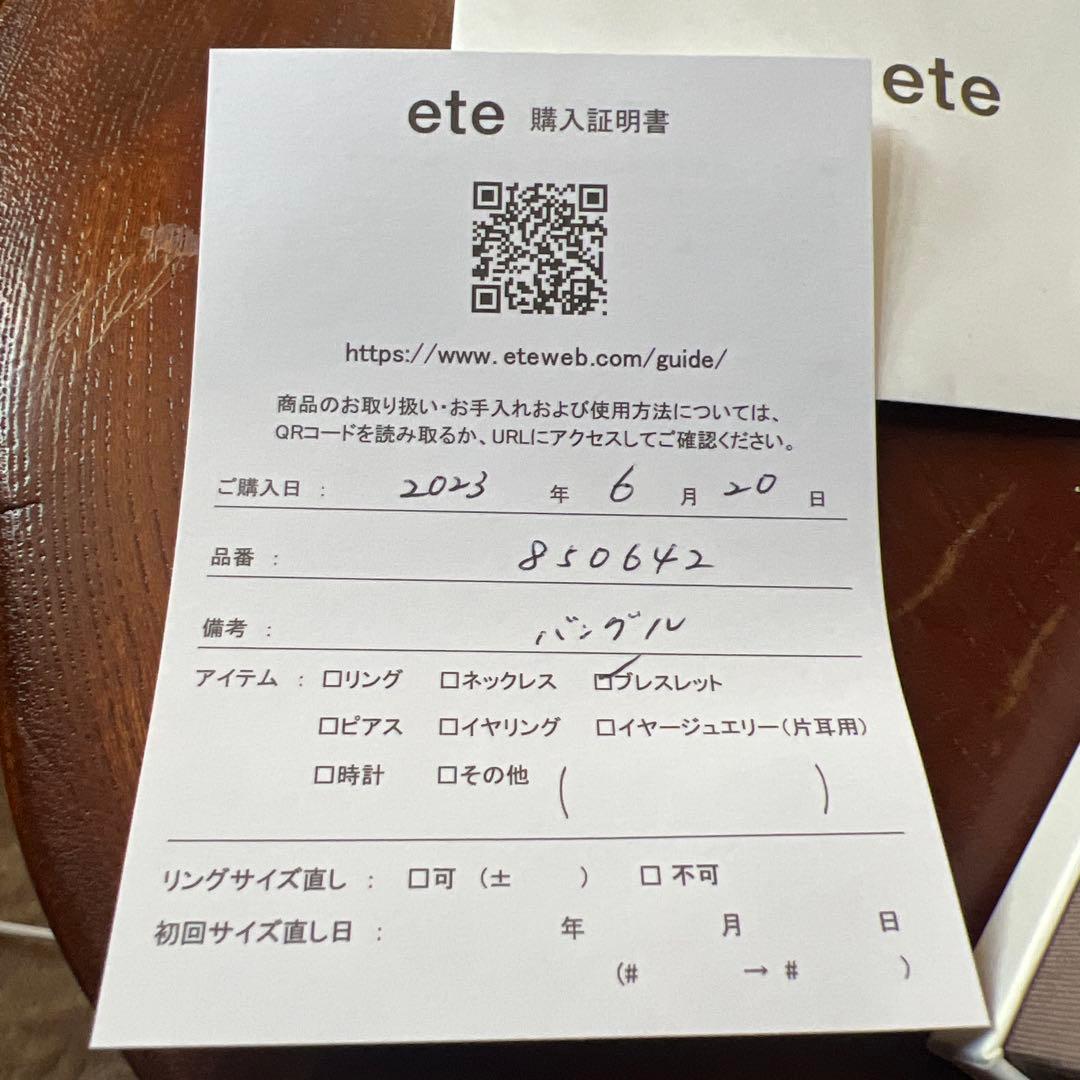 ete
ete 購入証明書
https://www.eteweb.com/guide/
商品のお取り扱い・お手入れおよび使用方法については、
QRコードを読み取るか、URLにアクセスしてご確認ください。
ご購入日 : 2023 年 6 月 20 日
品番 : 850642
備考 : バングル
アイテム : □リング □ネックレス ☑ブレスレット
□ピアス □イヤリング □イヤージュエリー(片耳用)
□時計 □その他 ( )
リングサイズ直し : □可 (± ) □ 不可
初回サイズ直し日 : 年 月 日
(# → # )